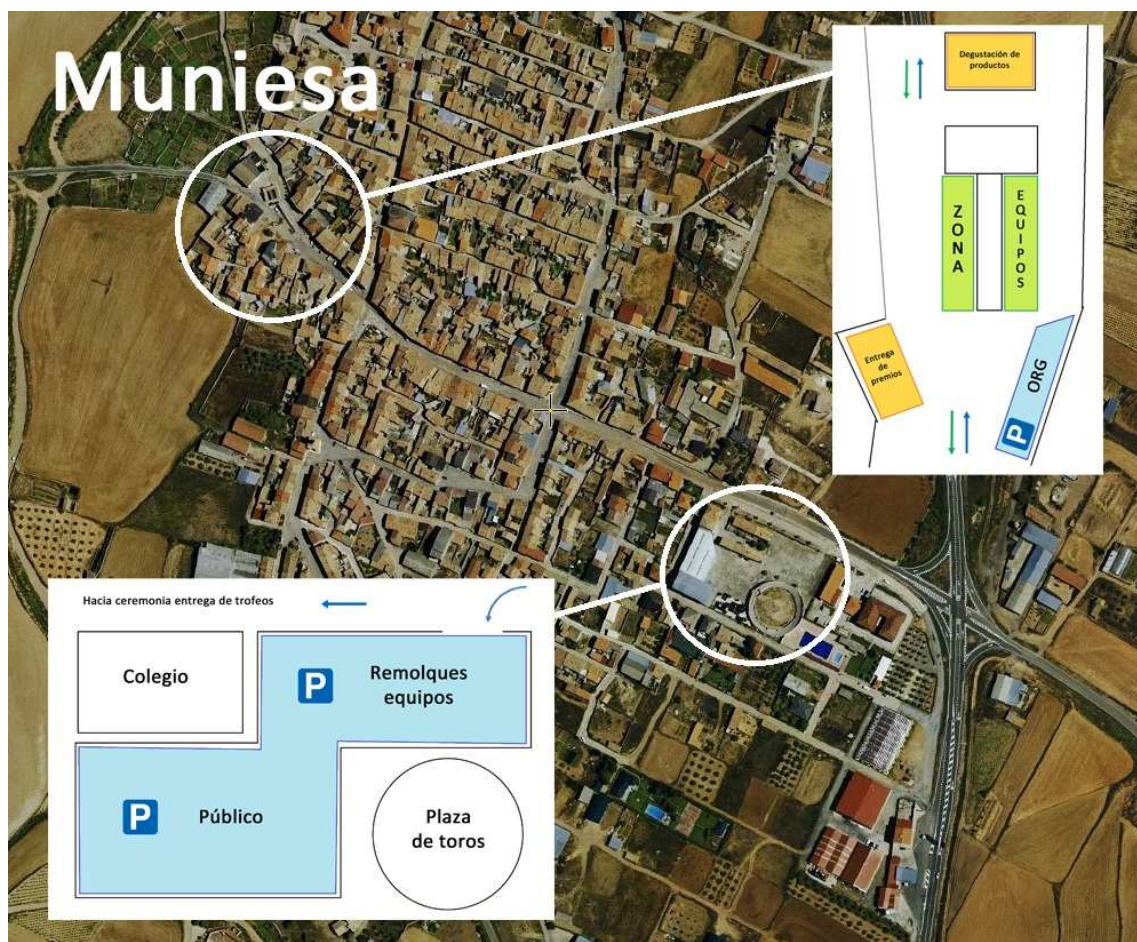 Muniesa
Degustación de
productos
ZONA
EQUIPOS
Entrega
de
premios
ORG
P
Hacia ceremonia entrega de trofeos
Colegio
P
Remolques
equipos
P
Público
Plaza
de toros